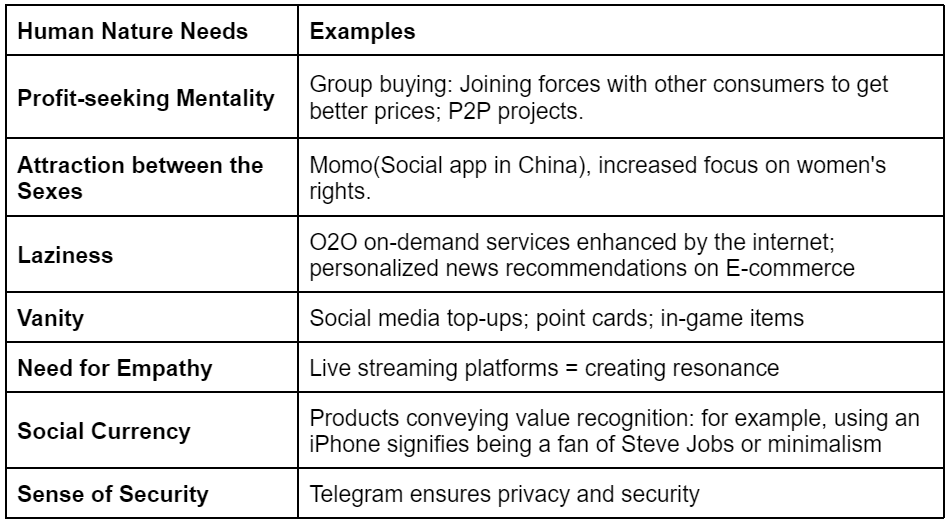 Human Nature Needs
Examples
Profit-seeking Mentality
Group buying: Joining forces with other consumers to get
better prices; P2P projects.
Attraction between the
Sexes
Momo(Social app in China), increased focus on women's
rights.
Laziness
O2O on-demand services enhanced by the internet;
personalized news recommendations on E-commerce
Vanity
Social media top-ups; point cards; in-game items
Need for Empathy
Live streaming platforms = creating resonance
Social Currency
Products conveying value recognition: for example, using an
iPhone signifies being a fan of Steve Jobs or minimalism
Sense of Security
Telegram ensures privacy and security